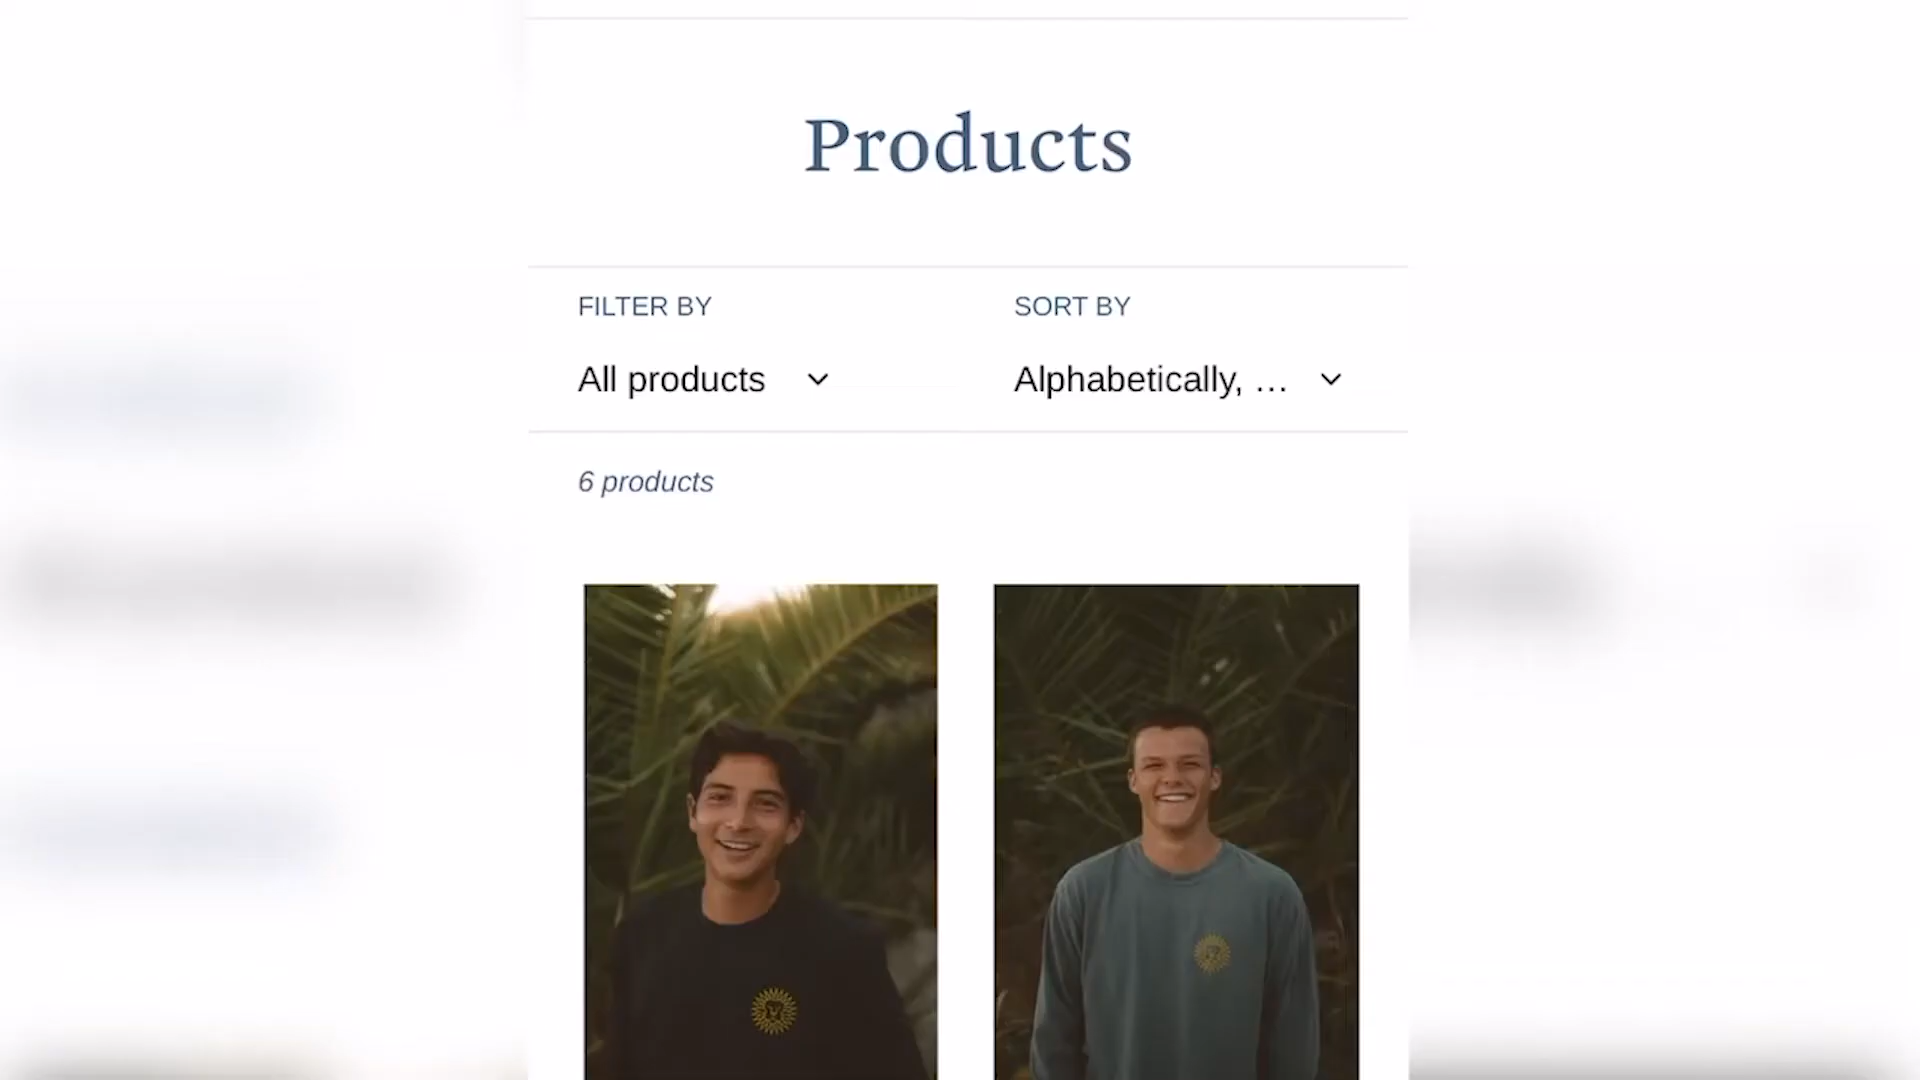 Products
FILTER BY
SORT BY
All products
Alphabetically, ...
6 products